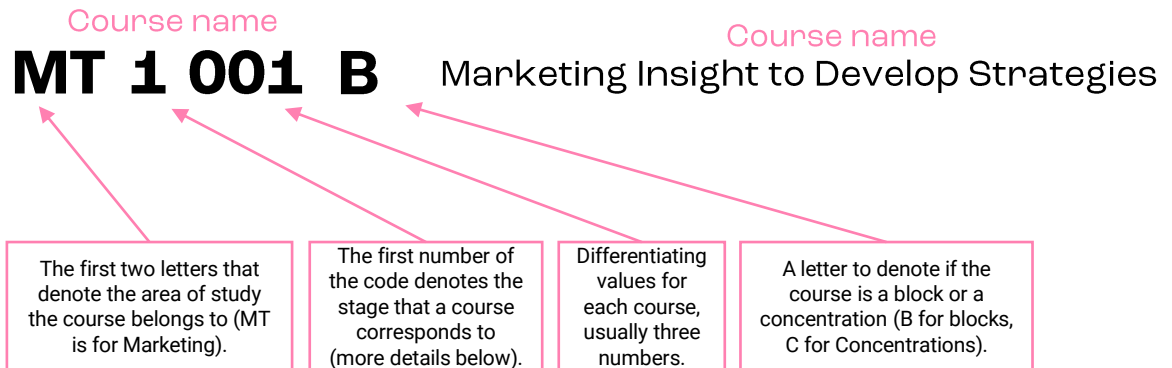 Course name
MT 1 001 B
Course name
Marketing Insight to Develop Strategies
The first two letters that
denote the area of study
the course belongs to (MT
is for Marketing).
The first number of
the code denotes the
stage that a course
corresponds to
(more details below).
Differentiating
values for
each course,
usually three
numbers.
A letter to denote if the
course is a block or a
concentration (B for blocks,
C for Concentrations).